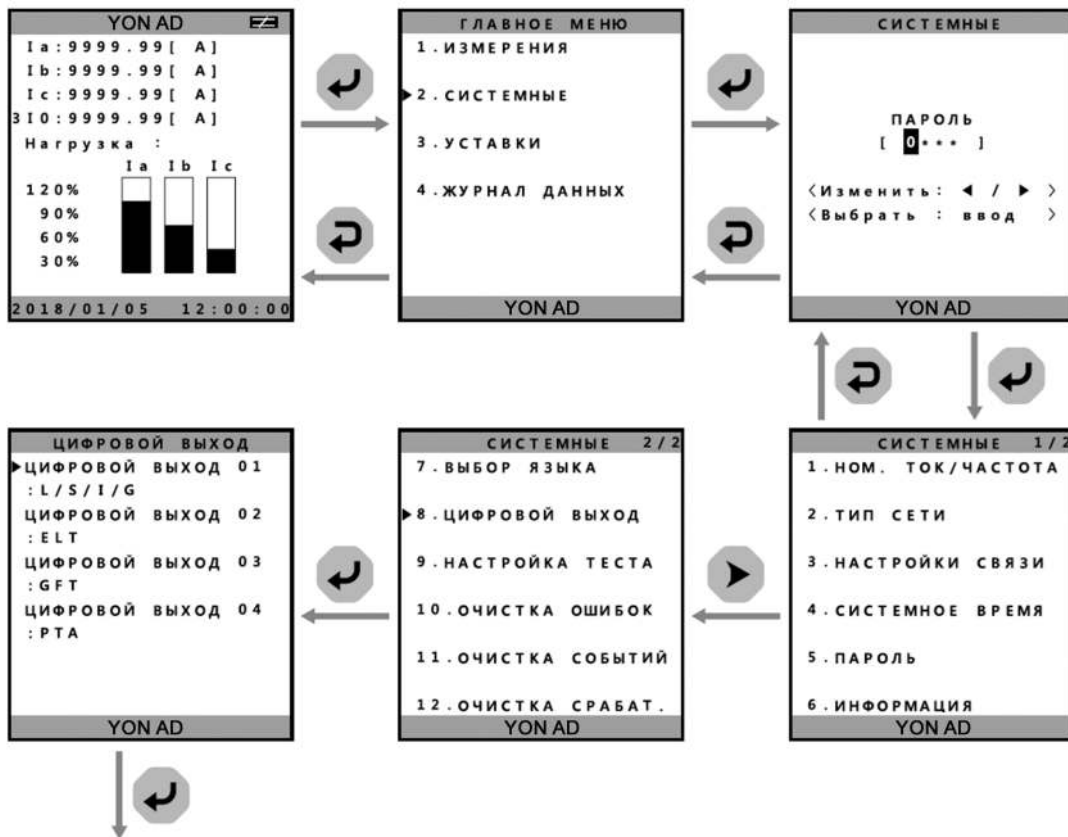 YON AD
Ia:9999.99[ A]
Ib:9999.99[ A]
Ic:9999.99[ A]
3I0:9999.99[ A]
Нагрузка :
Ia Ib Ic
120%
90%
60%
30%
2018/01/05 12:00:00
ГЛАВНОЕ МЕНЮ
1.ИЗМЕРЕНИЯ
2.СИСТЕМНЫЕ
3.УСТАВКИ
4.ЖУРНАЛ ДАННЫХ
YON AD
СИСТЕМНЫЕ
ПАРОЛЬ
[ 0*** ]
<Изменить: ◀ / ▶ >
<Выбрать : ввод >
YON AD
ЦИФРОВОЙ ВЫХОД
ЦИФРОВОЙ ВЫХОД 01
:L/S/I/G
ЦИФРОВОЙ ВЫХОД 02
:ELT
ЦИФРОВОЙ ВЫХОД 03
:GFT
ЦИФРОВОЙ ВЫХОД 04
:PTA
YON AD
СИСТЕМНЫЕ 2/2
7.ВЫБОР ЯЗЫКА
8.ЦИФРОВОЙ ВЫХОД
9.НАСТРОЙКА ТЕСТА
10.ОЧИСТКА ОШИБОК
11.ОЧИСТКА СОБЫТИЙ
12.ОЧИСТКА СРАБАТ.
YON AD
СИСТЕМНЫЕ 1/2
1.НОМ. ТОК/ЧАСТОТА
2.ТИП СЕТИ
3.НАСТРОЙКИ СВЯЗИ
4.СИСТЕМНОЕ ВРЕМЯ
5.ПАРОЛЬ
6.ИНФОРМАЦИЯ
YON AD